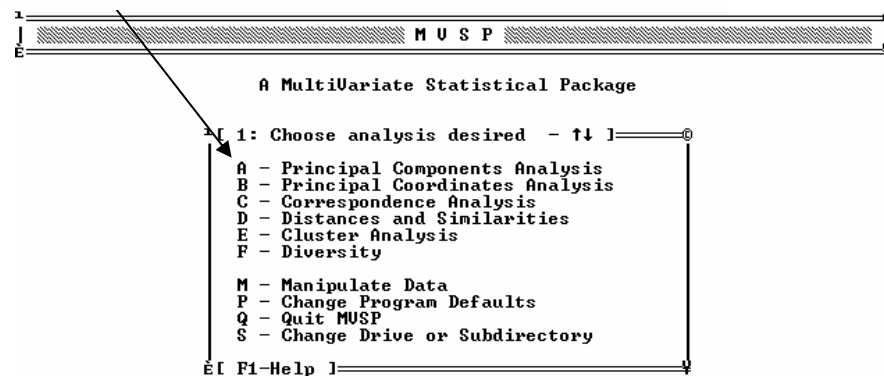 M V S P
A MultiVariate Statistical Package
[ 1: Choose analysis desired - ↑↓ ]
A - Principal Components Analysis
B - Principal Coordinates Analysis
C - Correspondence Analysis
D - Distances and Similarities
E - Cluster Analysis
F - Diversity
M - Manipulate Data
P - Change Program Defaults
Q - Quit MVSP
S - Change Drive or Subdirectory
[ F1-Help ]